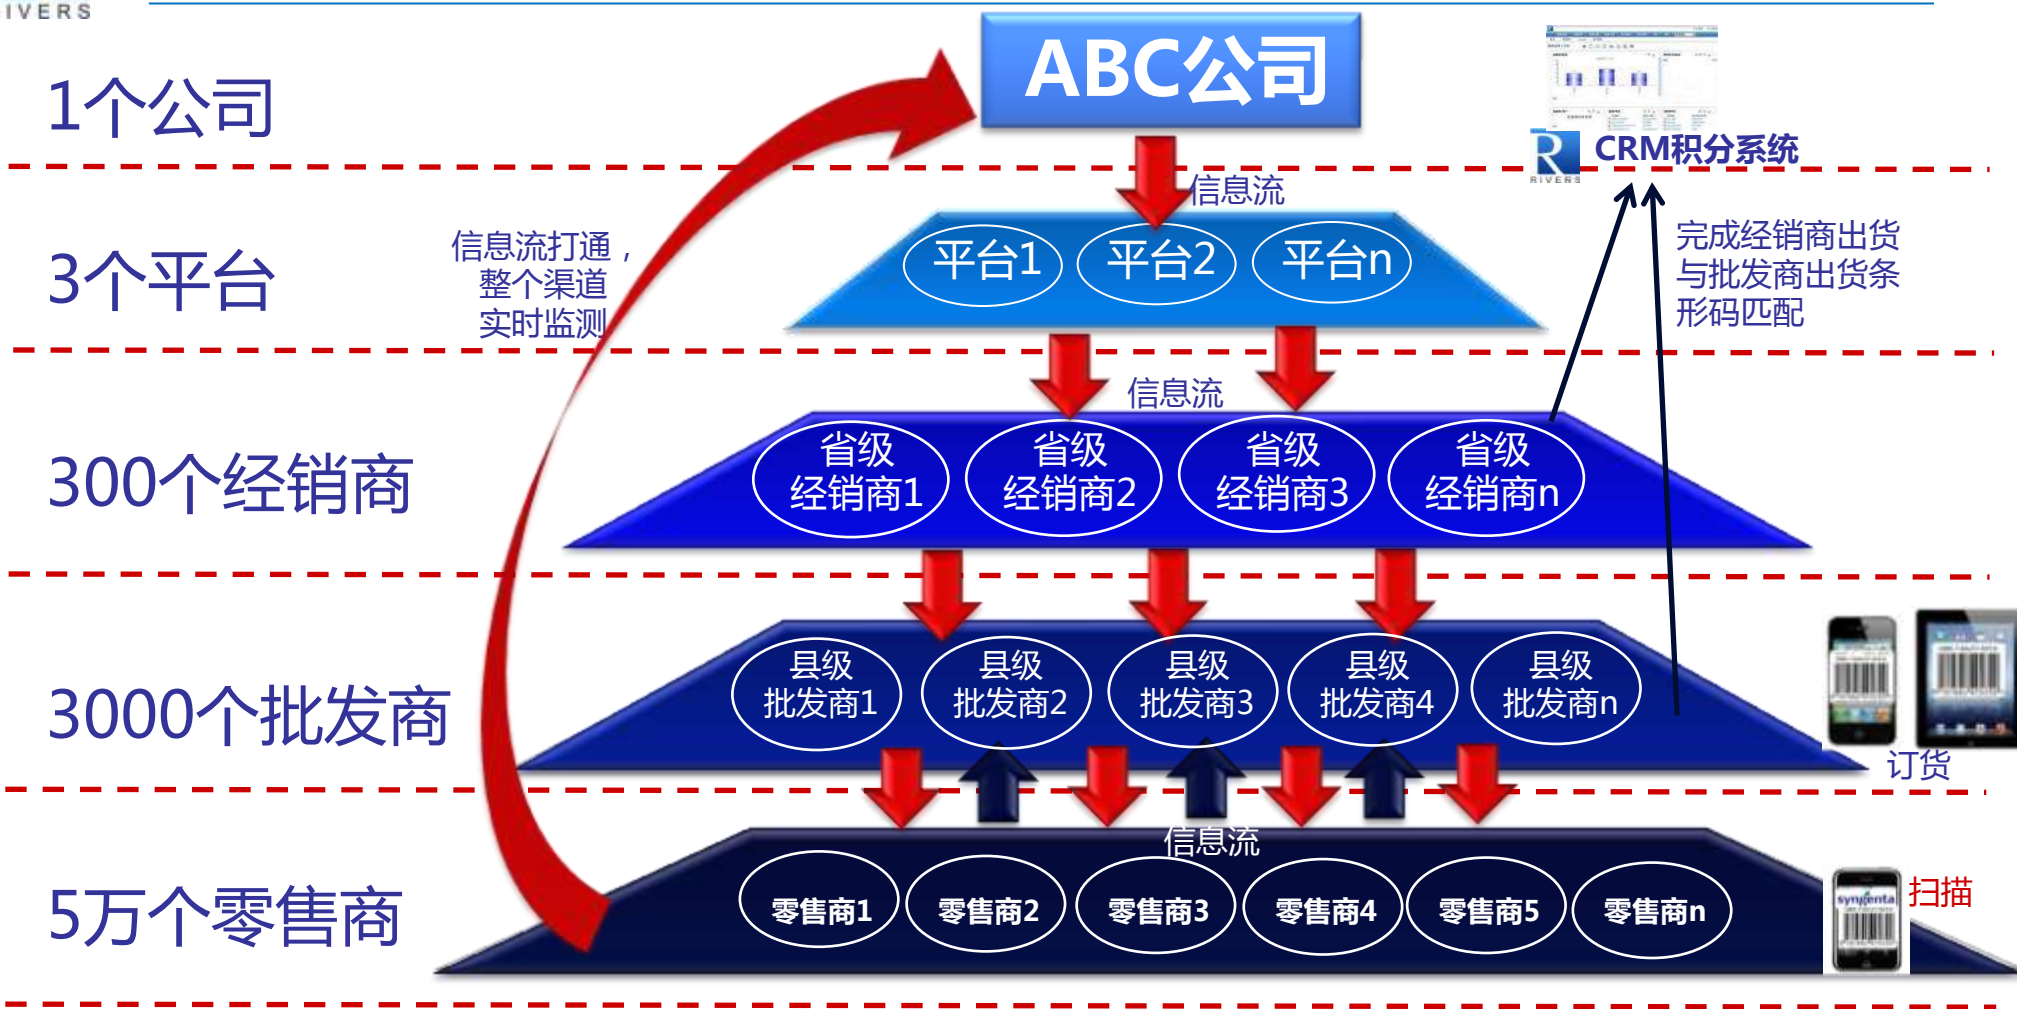 IVERS
ABC公司
1个公司
RIVERS
CRM积分系统
信息流
3个平台
信息流打通，
整个渠道
实时监测
平台1
平台2
平台n
完成经销商出货
与批发商出货条
形码匹配
信息流
300个经销商
省级
经销商1
省级
经销商2
省级
经销商3
省级
经销商n
3000个批发商
县级
批发商1
县级
批发商2
县级
批发商3
县级
批发商4
县级
批发商n
订货
信息流
5万个零售商
零售商1
零售商2
零售商3
零售商4
零售商5
零售商n
syngenta
扫描